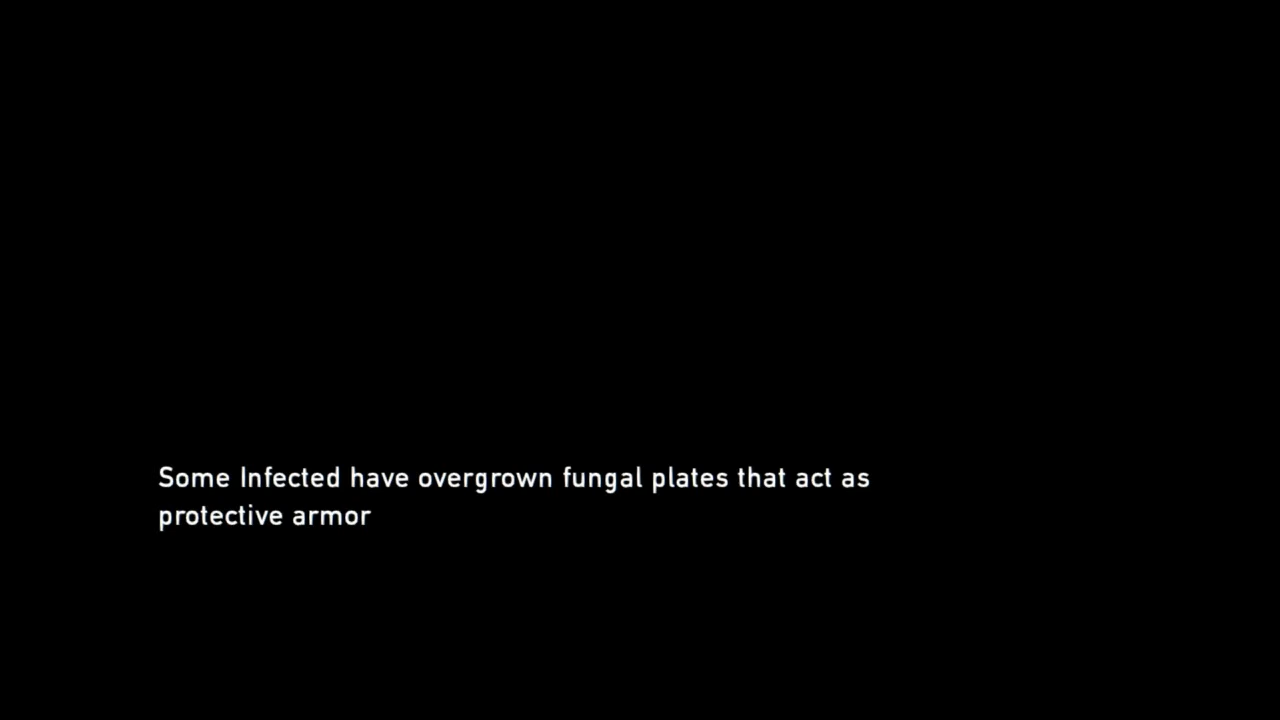 Some Infected have overgrown fungal plates that act as
protective armor